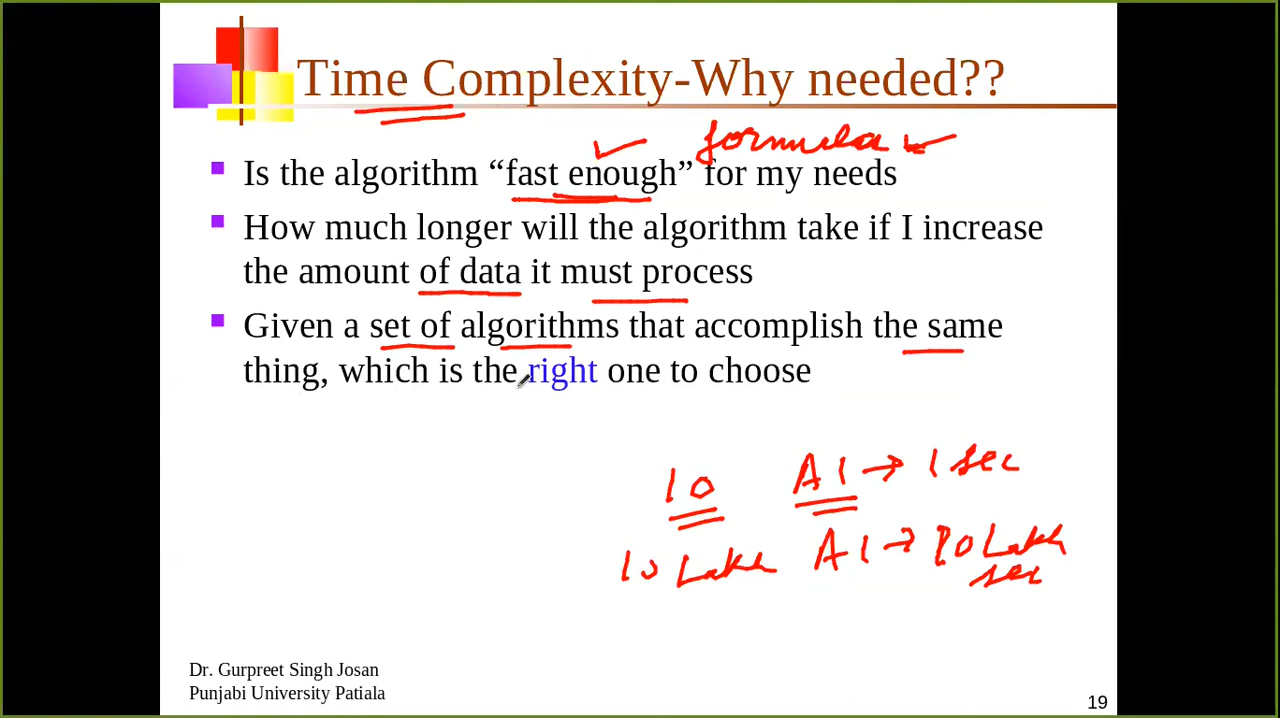 Time Complexity-Why needed??
formula
Is the algorithm “fast enough” for my needs
How much longer will the algorithm take if I increase
the amount of data it must process
Given a set of algorithms that accomplish the same
thing, which is the right one to choose
10 A1 → 1 sec
10 Lakh A1 → 10 Lakh
sec
Dr. Gurpreet Singh Josan
Punjabi University Patiala
19